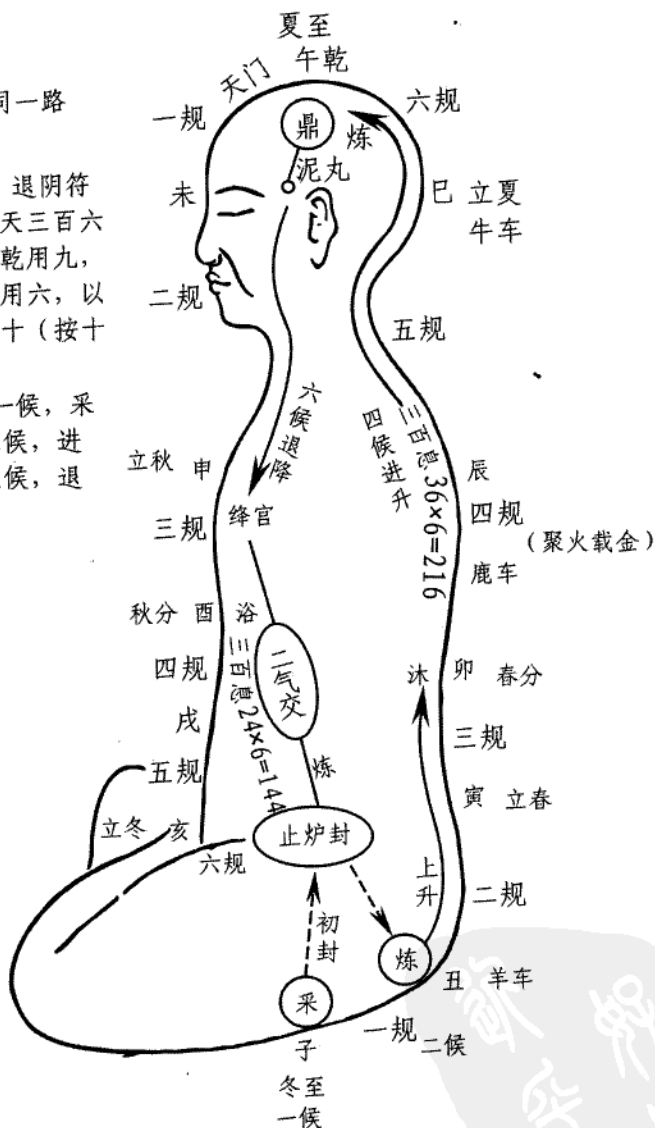 夏至
午乾
天门
同一路
一规
六规
鼎
炼
泥丸
退阴符
天三百六
乾用九，
用六，以
十（按十
未
巳 立夏
牛车
二规
五规
一候，采
候，进
候，退
六候退降
四候进升
三百息36×6=216
立秋 申
辰
三规
绛宫
四规
（聚火载金）
鹿车
秋分 酉 浴
三百息24×6=144
二气交
沐 卯 春分
四规
戌
三规
五规
炼
寅 立春
立冬 亥
止炉封
六规
上升
二规
初封
炼
丑 羊车
采
一规
二候
子
冬至
一候